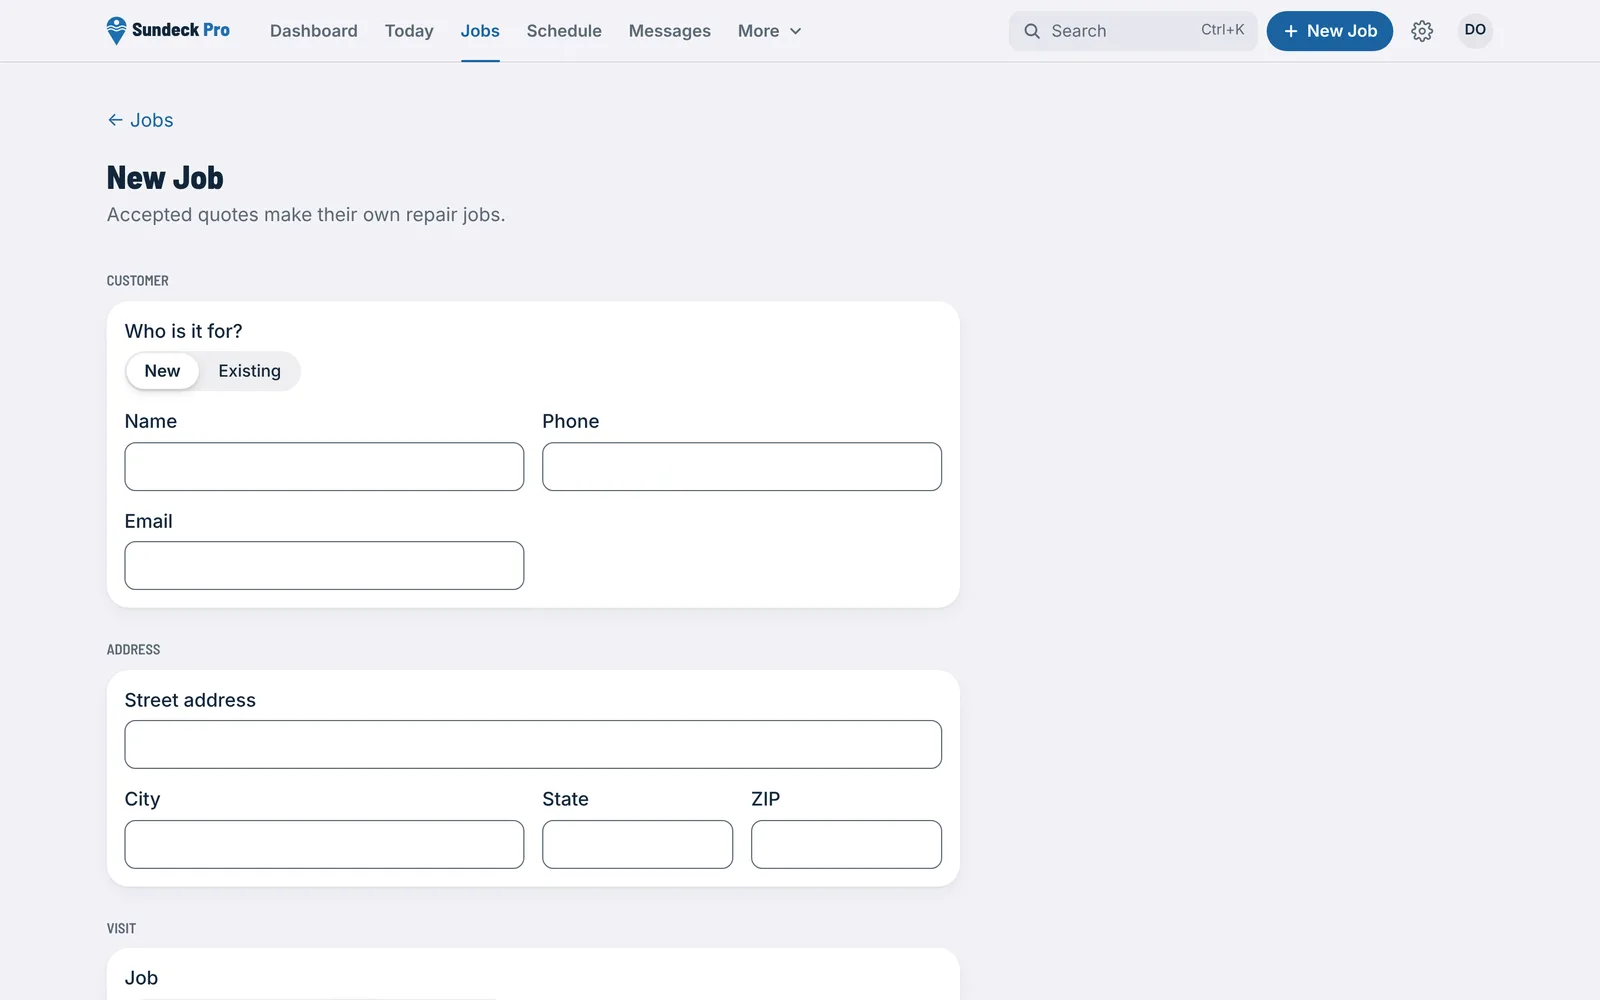 Sundeck Pro Dashboard Today Jobs Schedule Messages More Search Ctrl+K + New Job DO
← Jobs
New Job
Accepted quotes make their own repair jobs.
CUSTOMER
Who is it for?
New Existing
Name Phone
Email
ADDRESS
Street address
City State ZIP
VISIT
Job